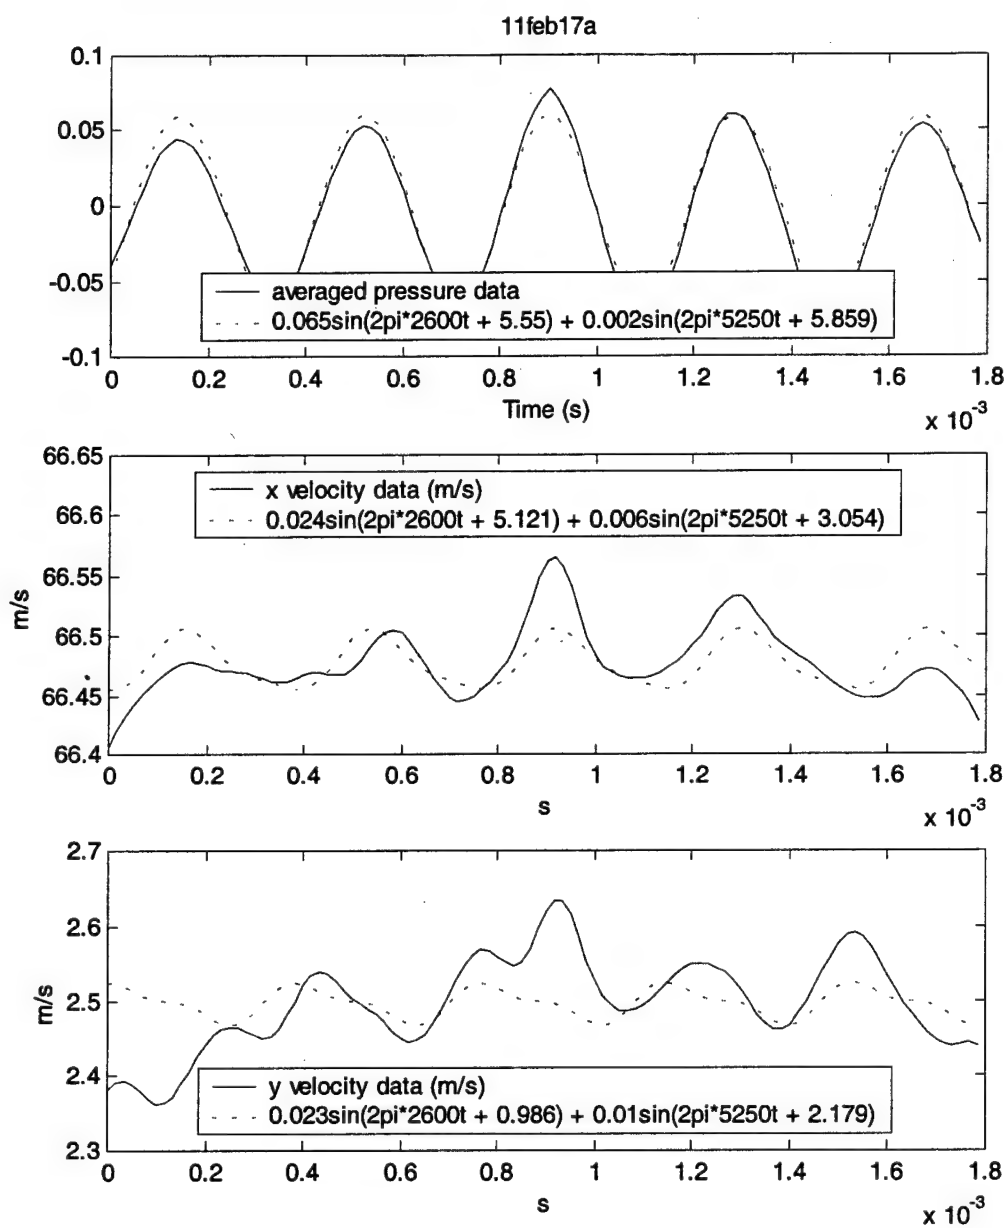 11feb17a
0.1
0.05
0
-0.05
-0.1
averaged pressure data
0.065sin(2pi*2600t + 5.55) + 0.002sin(2pi*5250t + 5.859)
0 0.2 0.4 0.6 0.8 1 1.2 1.4 1.6 1.8
Time (s)
x 10-3
66.65
66.6
66.55
66.5
66.45
66.4
m/s
x velocity data (m/s)
0.024sin(2pi*2600t + 5.121) + 0.006sin(2pi*5250t + 3.054)
0 0.2 0.4 0.6 0.8 1 1.2 1.4 1.6 1.8
s
x 10-3
2.7
2.6
2.5
2.4
2.3
m/s
y velocity data (m/s)
0.023sin(2pi*2600t + 0.986) + 0.01sin(2pi*5250t + 2.179)
0 0.2 0.4 0.6 0.8 1 1.2 1.4 1.6 1.8
s
x 10-3